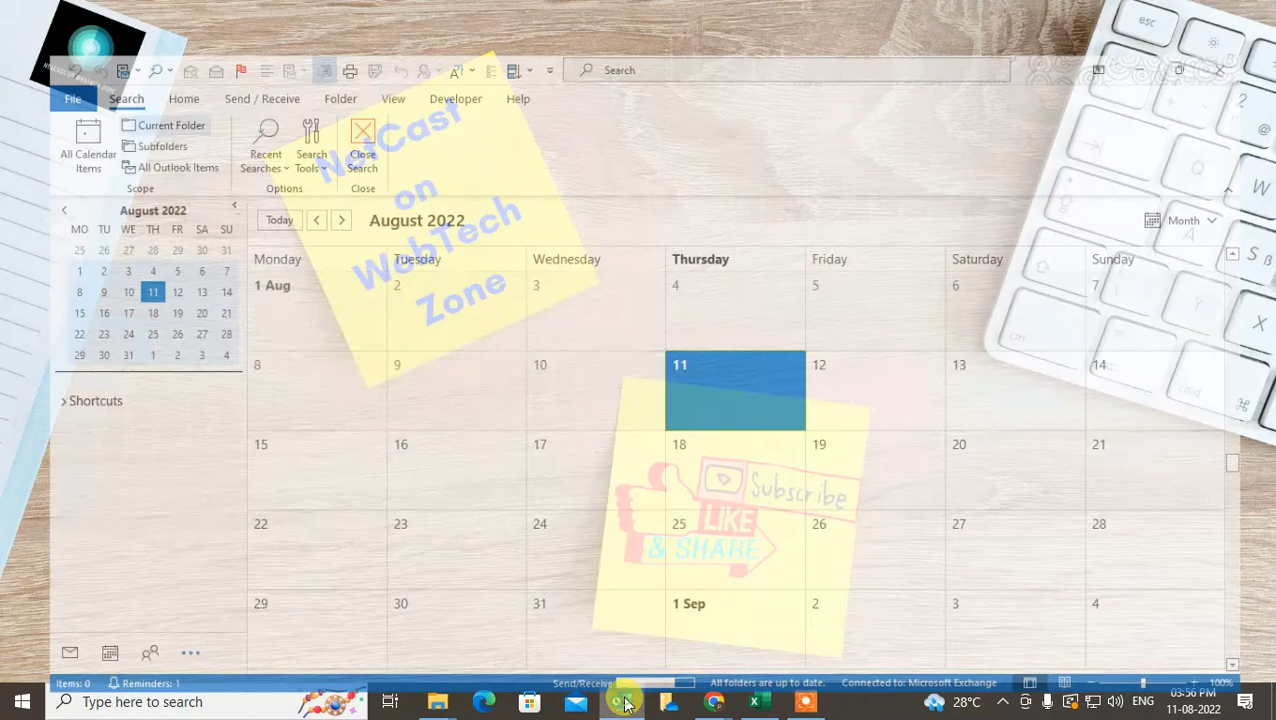 Search
File Search Home Send / Receive Folder View Developer Help
All Calendar Items
Current Folder
Subfolders
All Outlook Items
Scope
Recent Searches
Search Tools
Options
Close Search
Close
NetCast
on
WebTech
Zone
August 2022
MO TU WE TH FR SA SU
25 26 27 28 29 30 31
1 2 3 4 5 6 7
8 9 10 11 12 13 14
15 16 17 18 19 20 21
22 23 24 25 26 27 28
29 30 31 1 2 3 4
Shortcuts
Today August 2022 Month
Monday Tuesday Wednesday Thursday Friday Saturday Sunday
1 Aug 2 3 4 5 6 7
8 9 10 11 12 13 14
15 16 17 18 19 20 21
22 23 24 25 26 27 28
29 30 31 1 Sep 2 3 4
Subscribe
LIKE
& SHARE
esc
2
@
Q
W
A
S ß
Z
Y
X
ctrl
cmd
Items: 0 Reminders: 1 All folders are up to date. Connected to: Microsoft Exchange 100%
Type here to search 28°C ENG 03:56 PM
11-08-2022